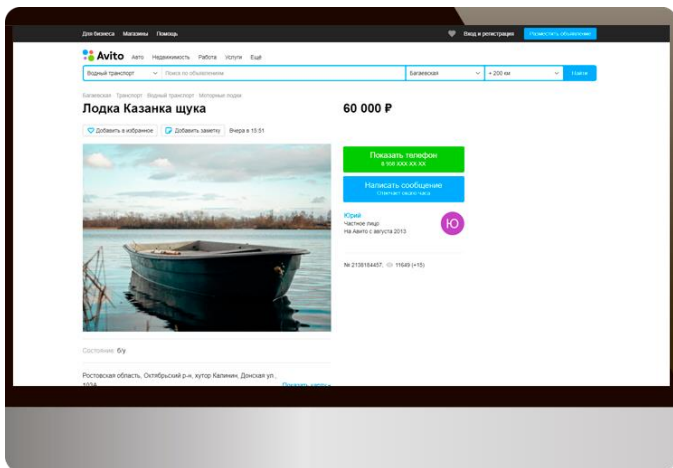 Для бизнеса Магазины Помощь
Вход и регистрация Разместить объявление
Avito Авто Недвижимость Работа Услуги Ещё
Водный транспорт Поиск по объявлениям Багаевская + 200 км Найти
Багаевская Транспорт Водный транспорт Моторные лодки
Лодка Казанка щука 60 000 ₽
Добавить в избранное Добавить заметку Вчера в 15:51
Показать телефон
8 958 XXX-XX-XX
Написать сообщение
Отвечает около часа
Юрий
Частное лицо
На Авито с августа 2013
Ю
№ 2138184457, 11649 (+15)
Состояние: б/у
Ростовская область, Октябрьский р-н, хутор Калинин, Донская ул.,
103А Показать карту